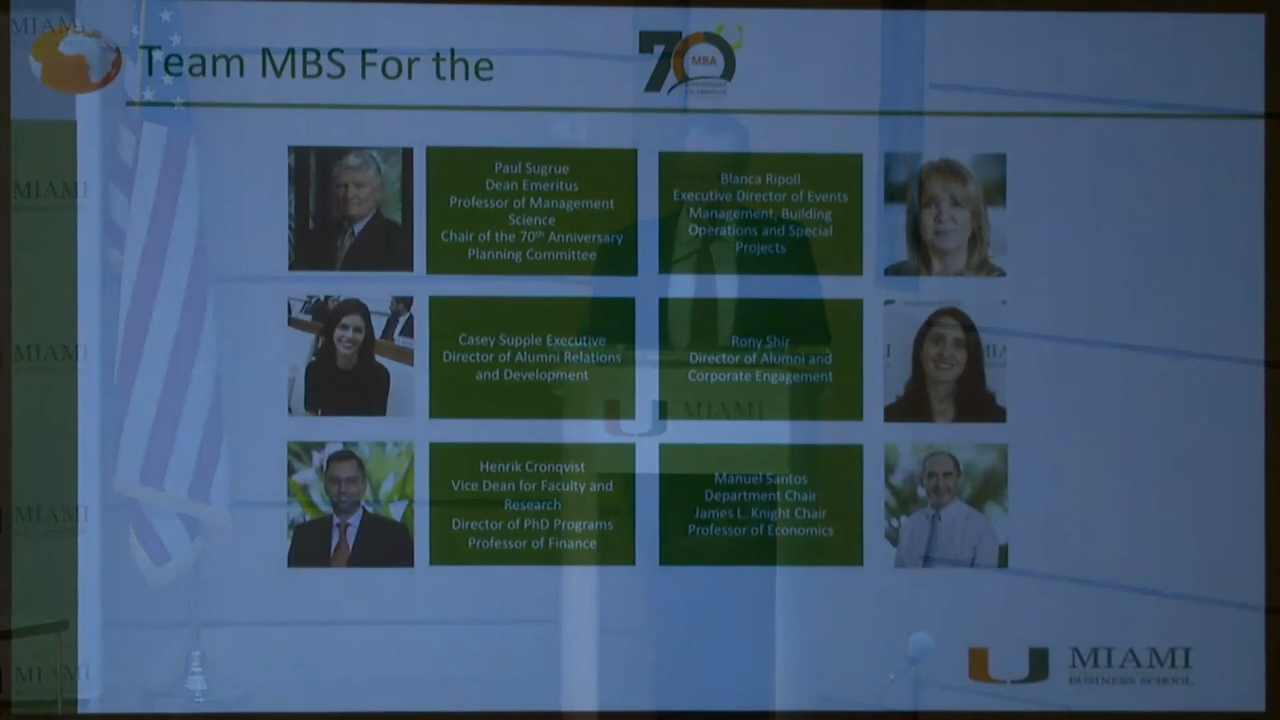 MIAMI
Team MBS For the
70
MBA
MIAMI
Paul Sugrue
Dean Emeritus
Professor of Management
Science
Chair of the 70th Anniversary
Planning Committee
Blanca Ripoll
Executive Director of Events
Management, Building
Operations and Special
Projects
MIAMI
Casey Supple Executive
Director of Alumni Relations
and Development
Rony Shir
Director of Alumni and
Corporate Engagement
U MIAMI
MIAMI
Henrik Cronqvist
Vice Dean for Faculty and
Research
Director of PhD Programs
Professor of Finance
Manuel Santos
Department Chair
James L. Knight Chair
Professor of Economics
MIAMI
U MIAMI
BUSINESS SCHOOL